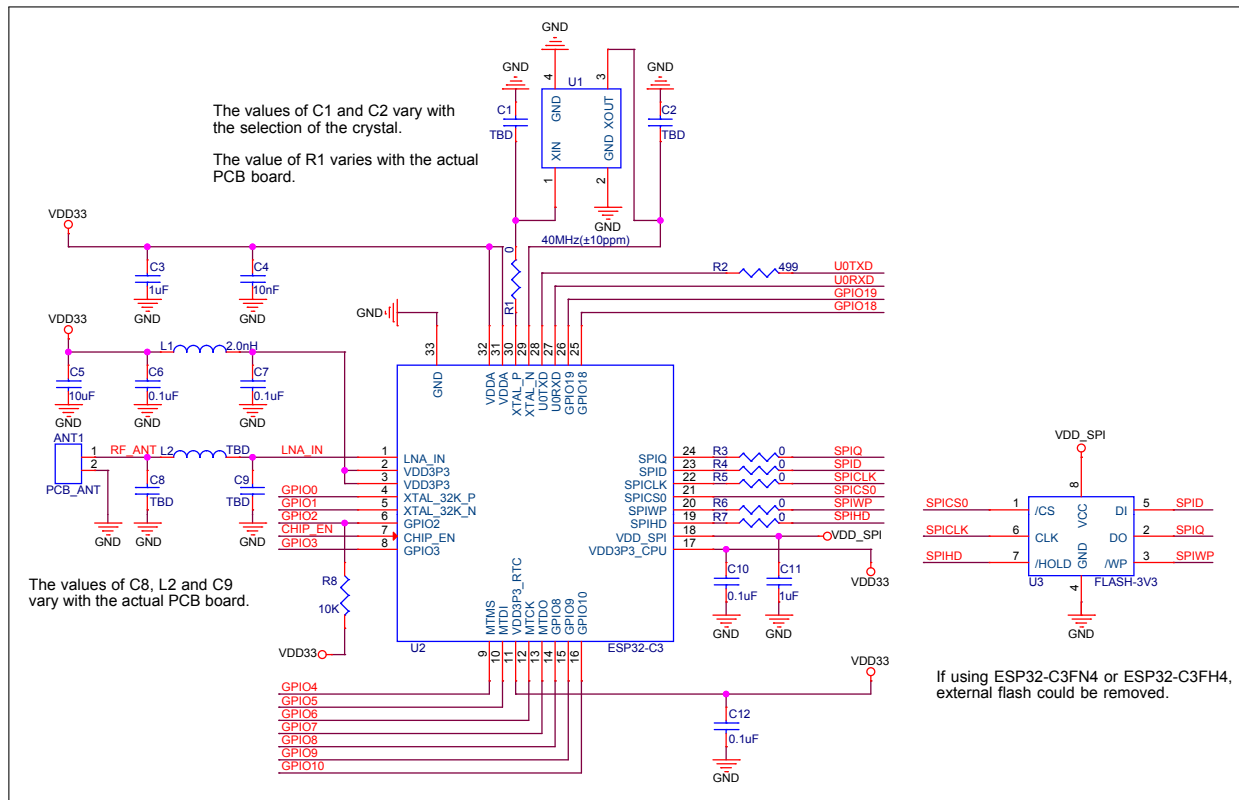 GND
GND
GND
U1
4
3
C1
TBD
C2
TBD
GND
XOUT
XIN
GND
1
2
GND
40MHz(±10ppm)
The values of C1 and C2 vary with
the selection of the crystal.
The value of R1 varies with the actual
PCB board.
VDD33
C3
1uF
GND
C4
10nF
GND
0
R1
R2
499
U0TXD
U0RXD
GPIO19
GPIO18
GND
VDD33
L1
2.0nH
C5
10uF
GND
C6
0.1uF
GND
C7
0.1uF
GND
33
32
31
30
29
28
27
26
25
GND
VDDA
VDDA
XTAL_P
XTAL_N
U0TXD
U0RXD
GPIO19
GPIO18
ANT1
1
2
PCB_ANT
RF_ANT
L2
TBD
LNA_IN
C8
TBD
C9
TBD
GND
GND
GND
GPIO0
GPIO1
GPIO2
CHIP_EN
GPIO3
1
2
3
4
5
6
7
8
LNA_IN
VDD3P3
VDD3P3
XTAL_32K_P
XTAL_32K_N
GPIO2
CHIP_EN
GPIO3
SPIQ
SPID
SPICLK
SPICS0
SPIWP
SPIHD
VDD_SPI
VDD3P3_CPU
24
23
22
21
20
19
18
17
R3
0
SPIQ
R4
0
SPID
R5
0
SPICLK
SPICS0
R6
0
SPIWP
R7
0
SPIHD
VDD_SPI
VDD33
C10
0.1uF
GND
C11
1uF
GND
The values of C8, L2 and C9
vary with the actual PCB board.
R8
10K
VDD33
MTMS
MTDI
VDD3P3_RTC
MTCK
MTDO
GPIO8
GPIO9
GPIO10
U2
ESP32-C3
9
10
11
12
13
14
15
16
GPIO4
GPIO5
GPIO6
GPIO7
GPIO8
GPIO9
GPIO10
VDD33
C12
0.1uF
GND
VDD_SPI
8
SPICS0
1
/CS
SPICLK
6
CLK
SPIHD
7
/HOLD
VCC
GND
DI
5
SPID
DO
2
SPIQ
/WP
3
SPIWP
U3
4
FLASH-3V3
GND
If using ESP32-C3FN4 or ESP32-C3FH4,
external flash could be removed.